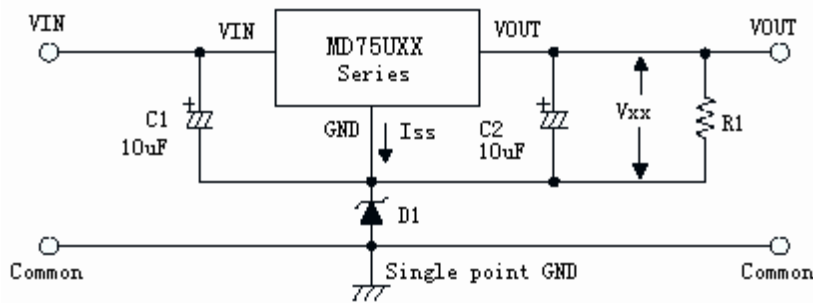 VIN
VIN
MD75UXX
Series
VOUT
VOUT
C1
10uF
GND
Iss
C2
10uF
Vxx
R1
D1
Common
Single point GND
Common